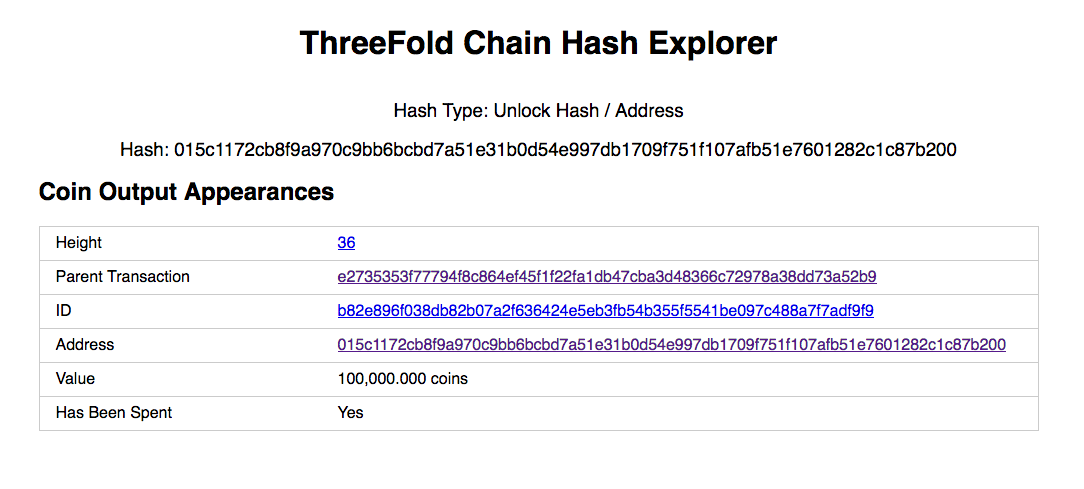 ThreeFold Chain Hash Explorer
Hash Type: Unlock Hash / Address
Hash: 015c1172cb8f9a970c9bb6bcbd7a51e31b0d54e997db1709f751f107afb51e7601282c1c87b200
Coin Output Appearances
Height 36
Parent Transaction e2735353f77794f8c864ef45f1f22fa1db47cba3d48366c72978a38dd73a52b9
ID b82e896f038db82b07a2f636424e5eb3fb54b355f5541be097c488a7f7adf9f9
Address 015c1172cb8f9a970c9bb6bcbd7a51e31b0d54e997db1709f751f107afb51e7601282c1c87b200
Value 100,000.000 coins
Has Been Spent Yes